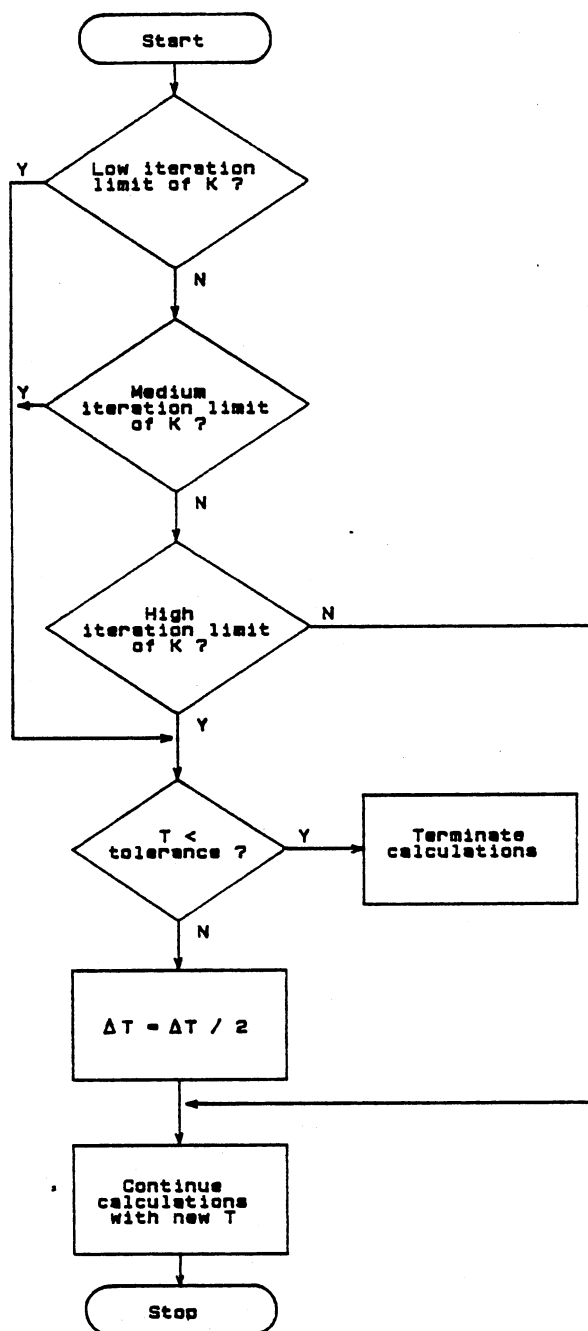 Start
Y
Low iteration
limit of K ?
N
Y
Medium
iteration limit
of K ?
N
High
iteration limit
of K ?
N
Y
T <
tolerance ?
Y
Terminate
calculations
N
ΔT = ΔT / 2
Continue
calculations
with new T
Stop